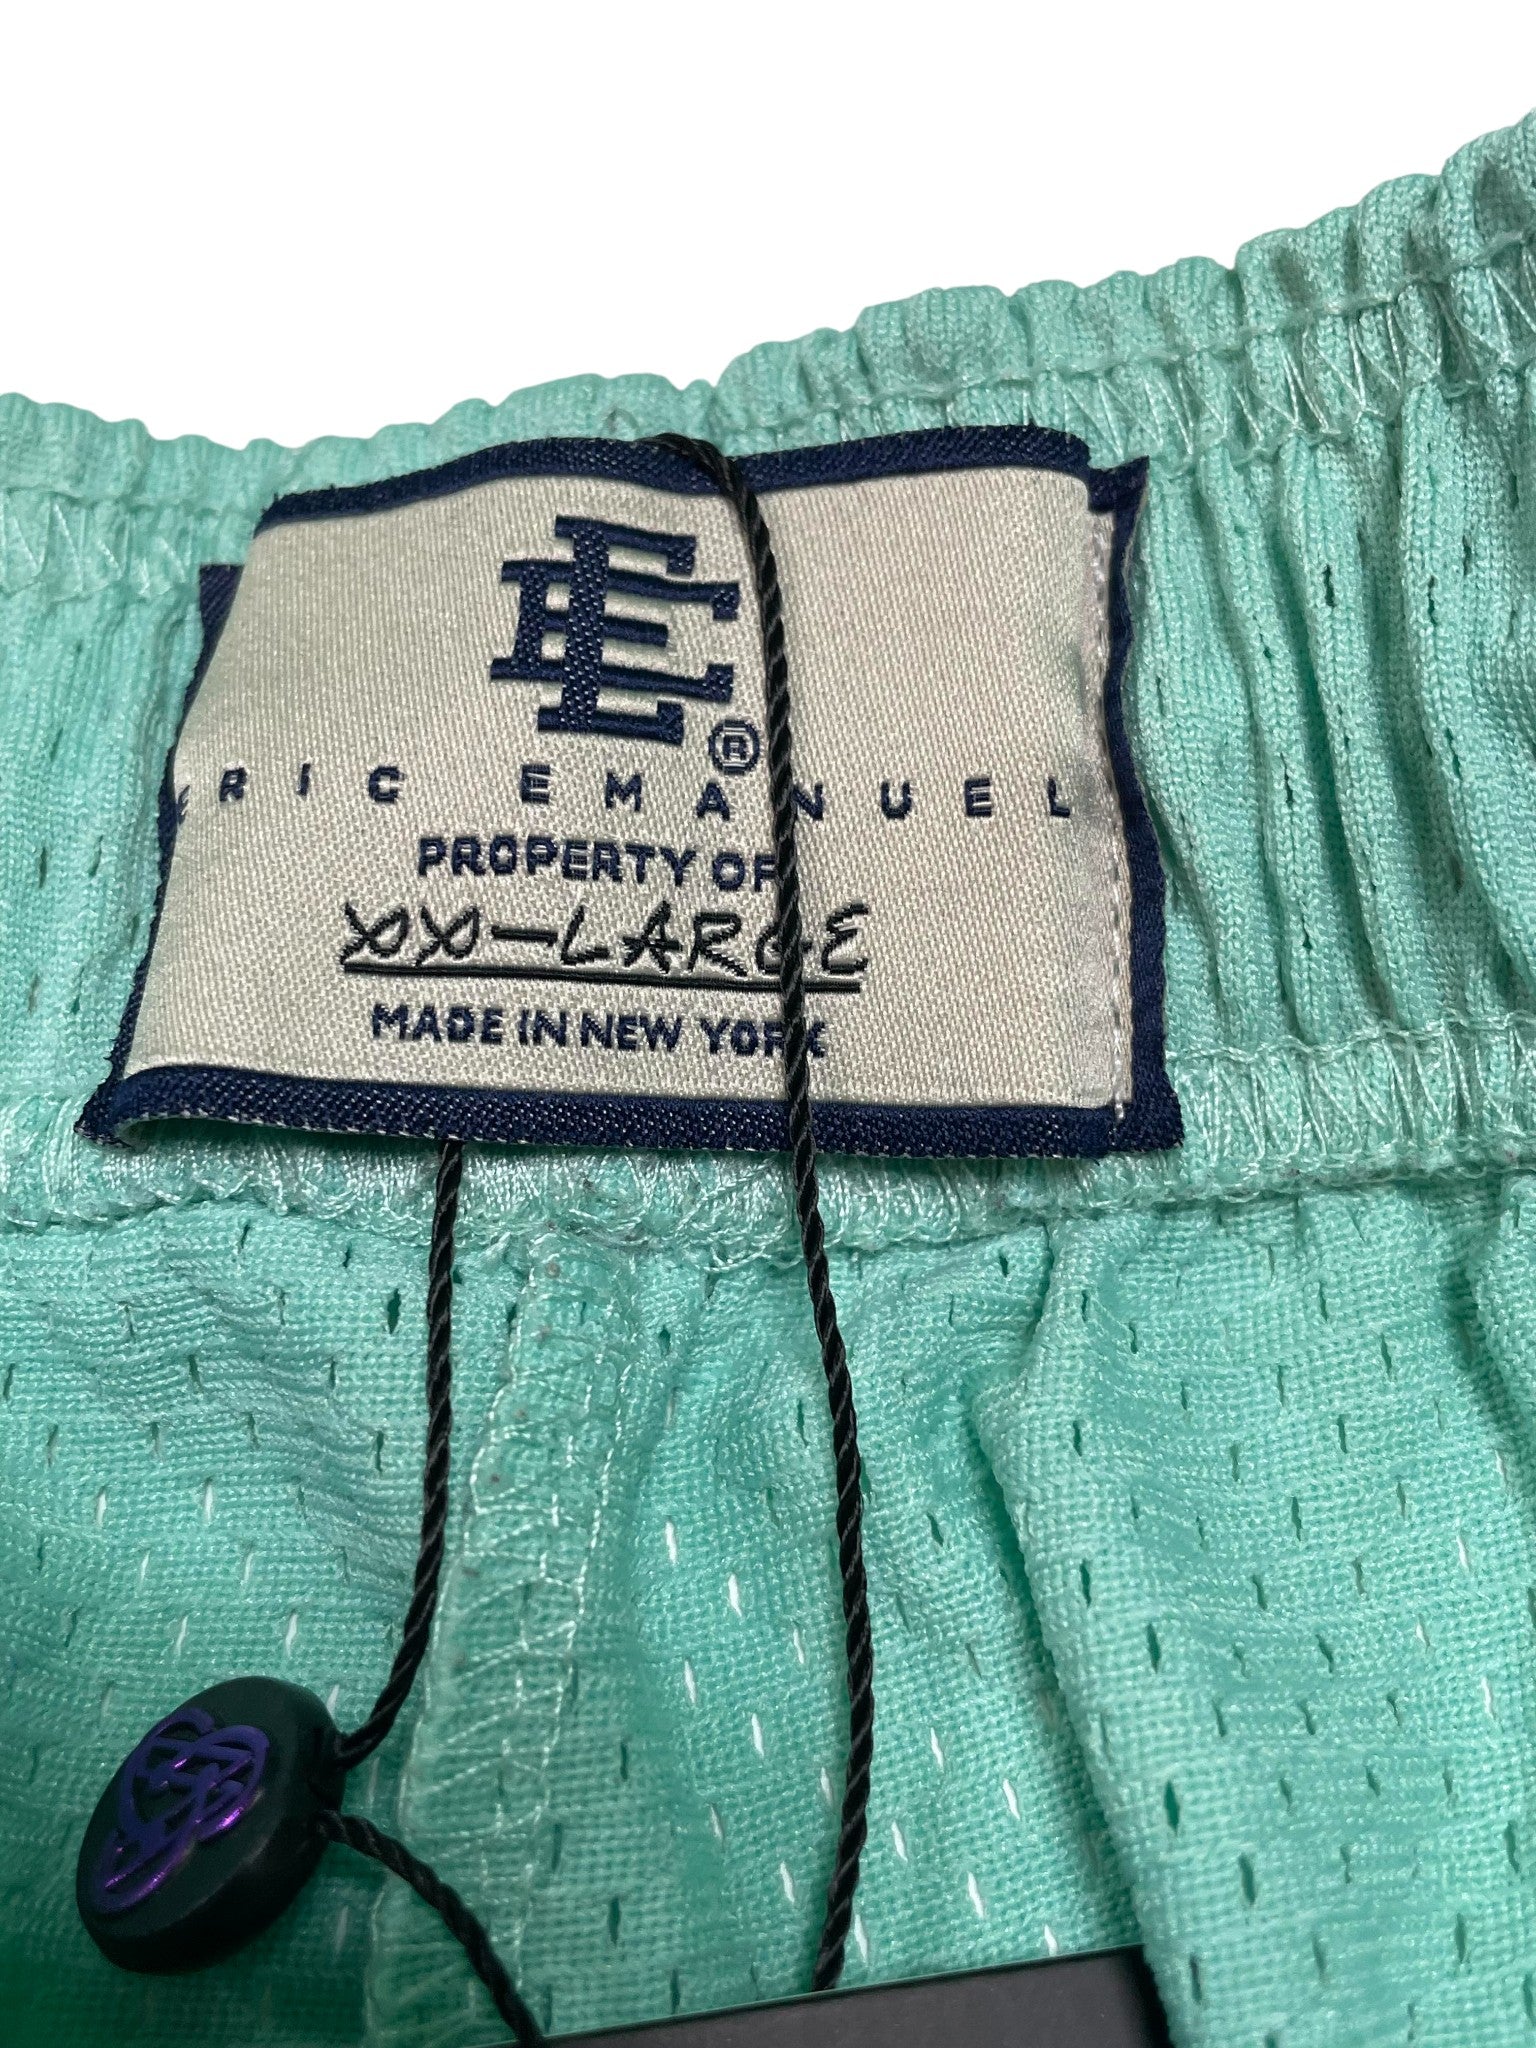 EE®
ERIC EMANUEL
PROPERTY OF
XX-LARGE
MADE IN NEW YORK